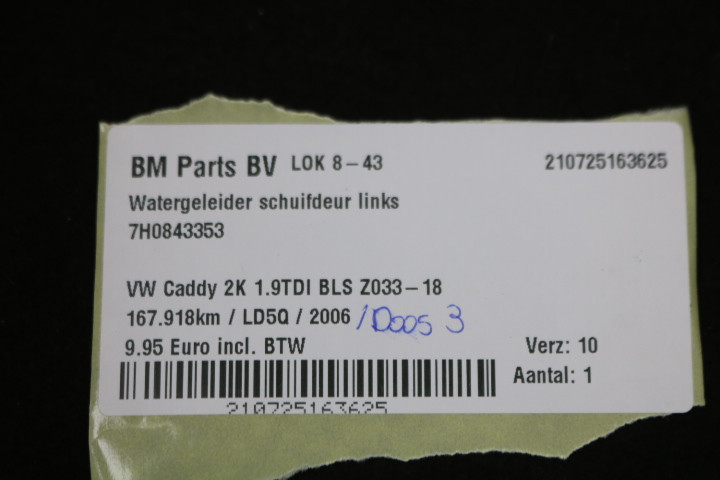 BM Parts BV LOK 8-43 210725163625
Watergeleider schuifdeur links
7H0843353
VW Caddy 2K 1.9TDI BLS Z033-18
167.918km / LD5Q / 2006 / Doos 3
9.95 Euro incl. BTW Verz: 10
Aantal: 1
210725163625